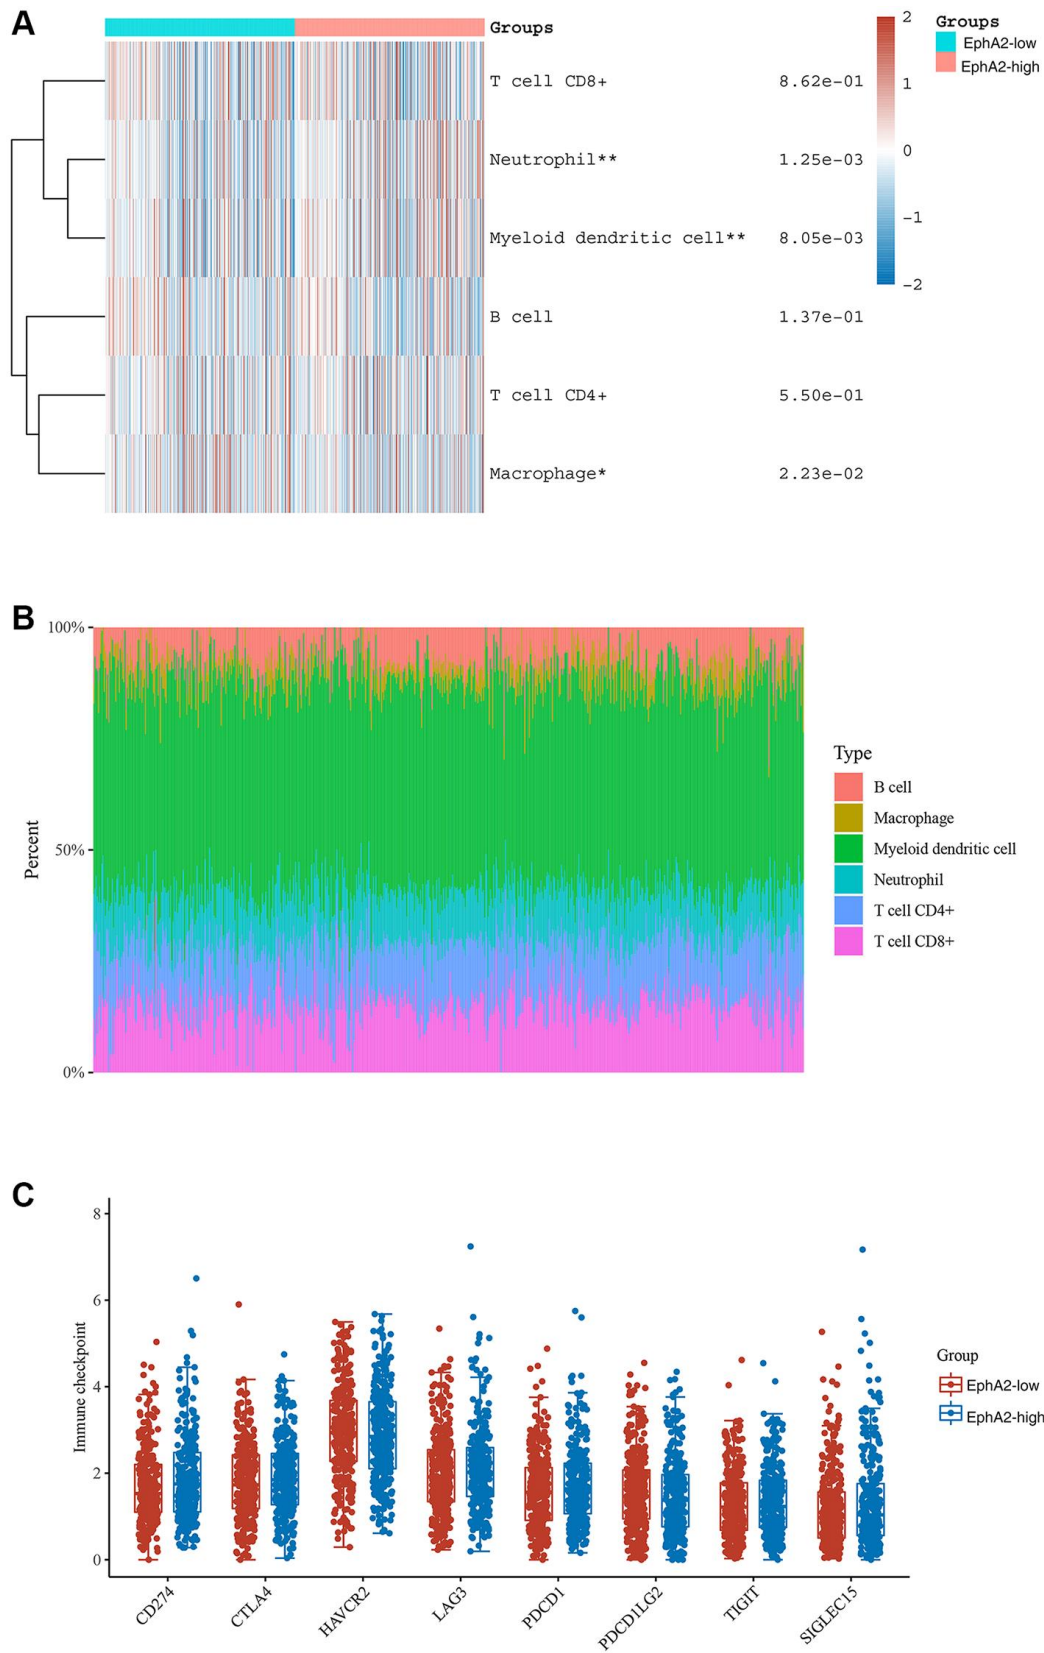 A
Groups
T cell CD8+ 8.62e-01
Neutrophil** 1.25e-03
Myeloid dendritic cell** 8.05e-03
B cell 1.37e-01
T cell CD4+ 5.50e-01
Macrophage* 2.23e-02
2
1
0
-1
-2
Groups
EphA2-low
EphA2-high
B
100%
50%
0%
Percent
Type
B cell
Macrophage
Myeloid dendritic cell
Neutrophil
T cell CD4+
T cell CD8+
C
8
6
4
2
0
Immune checkpoint
CD274
CTLA4
HAVCR2
LAG3
PDCD1
PDCD1LG2
TIGIT
SIGLEC15
Group
EphA2-low
EphA2-high